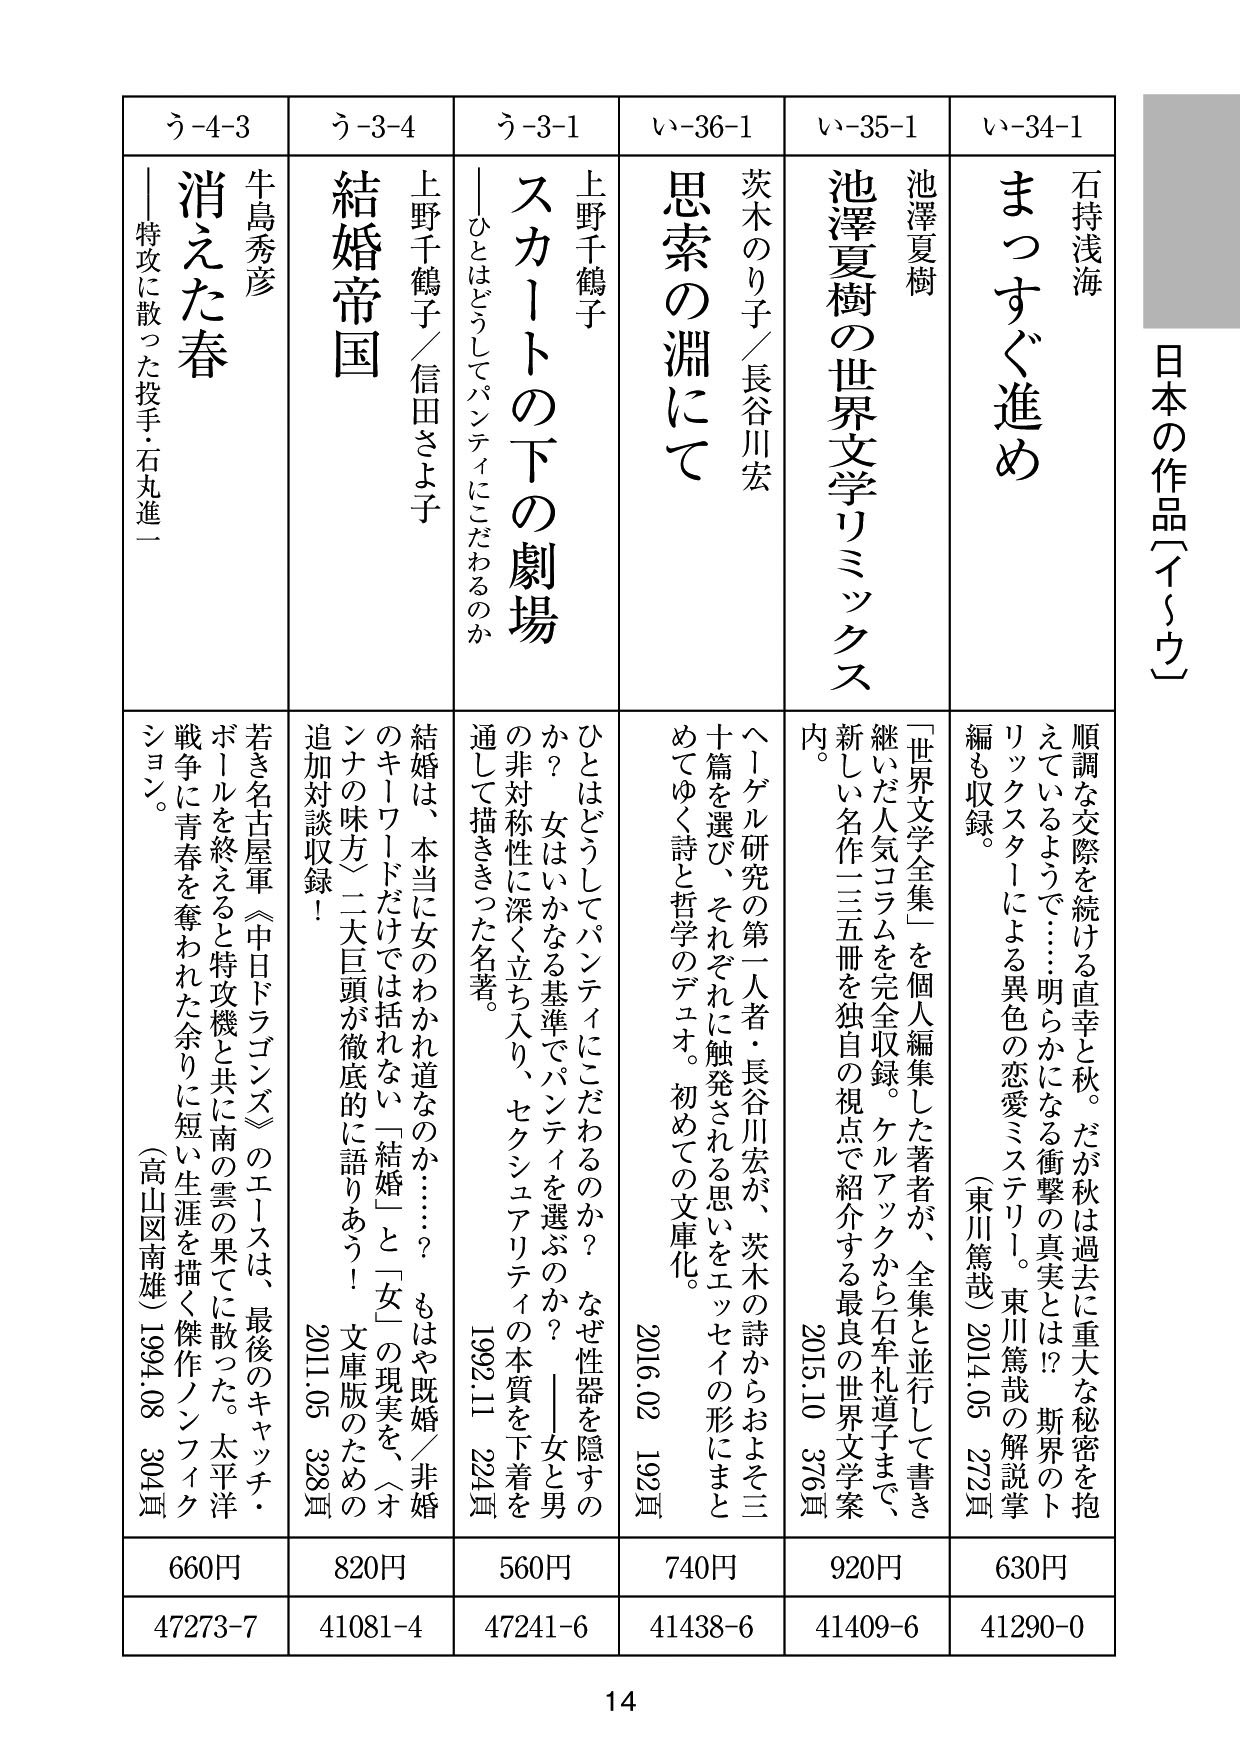 日本の作品〔イ〜ウ〕
い-34-1
石持浅海
まっすぐ進め
順調な交際を続ける直幸と秋。だが秋は過去に重大な秘密を抱
えているようで……明らかになる衝撃の真実とは!?　斯界のト
リックスターによる異色の恋愛ミステリー。東川篤哉の解説掌
編も収録。
（東川篤哉）2014.05　272頁
630円
41290-0
い-35-1
池澤夏樹
池澤夏樹の世界文学リミックス
「世界文学全集」を個人編集した著者が、全集と並行して書き
継いだ人気コラムを完全収録。ケルアックから石牟礼道子まで、
新しい名作一三五冊を独自の視点で紹介する最良の世界文学案
内。
2015.10　376頁
920円
41409-6
い-36-1
茨木のり子／長谷川宏
思索の淵にて
ヘーゲル研究の第一人者・長谷川宏が、茨木の詩からおよそ三
十篇を選び、それぞれに触発される思いをエッセイの形にまと
めてゆく詩と哲学のデュオ。初めての文庫化。
2016.02　192頁
740円
41438-6
う-3-1
上野千鶴子
スカートの下の劇場
――ひとはどうしてパンティにこだわるのか
ひとはどうしてパンティにこだわるのか？　なぜ性器を隠すの
か？　女はいかなる基準でパンティを選ぶのか？　――女と男
の非対称性に深く立ち入り、セクシュアリティの本質を下着を
通して描ききった名著。
1992.11　224頁
560円
47241-6
う-3-4
上野千鶴子／信田さよ子
結婚帝国
結婚は、本当に女のわかれ道なのか……？　もはや既婚／非婚
のキーワードだけでは括れない「結婚」と「女」の現実を、〈オ
ンナの味方〉二大巨頭が徹底的に語りあう！　文庫版のための
追加対談収録！
2011.05　328頁
820円
41081-4
う-4-3
牛島秀彦
消えた春
――特攻に散った投手・石丸進一
若き名古屋軍《中日ドラゴンズ》のエースは、最後のキャッチ・
ボールを終えると特攻機と共に南の雲の果てに散った。太平洋
戦争に青春を奪われた余りに短い生涯を描く傑作ノンフィク
ション。
（高山図南雄）1994.08　304頁
660円
47273-7
14